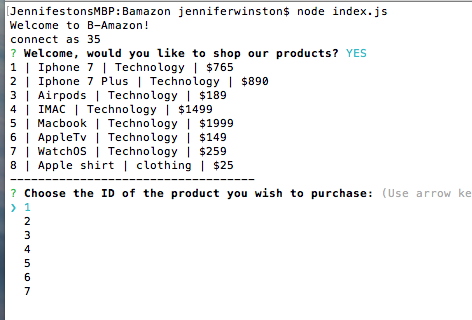 [JennifestonsMBP:Bamazon jenniferwinston$ node index.js
Welcome to B-Amazon!
connect as 35
? Welcome, would you like to shop our products? YES
1 | Iphone 7 | Technology | $765
2 | Iphone 7 Plus | Technology | $890
3 | Airpods | Technology | $189
4 | IMAC | Technology | $1499
5 | Macbook | Technology | $1999
6 | AppleTv | Technology | $149
7 | WatchOS | Technology | $259
8 | Apple shirt | clothing | $25
-----------------------------------
? Choose the ID of the product you wish to purchase: (Use arrow ke
❯ 1
2
3
4
5
6
7